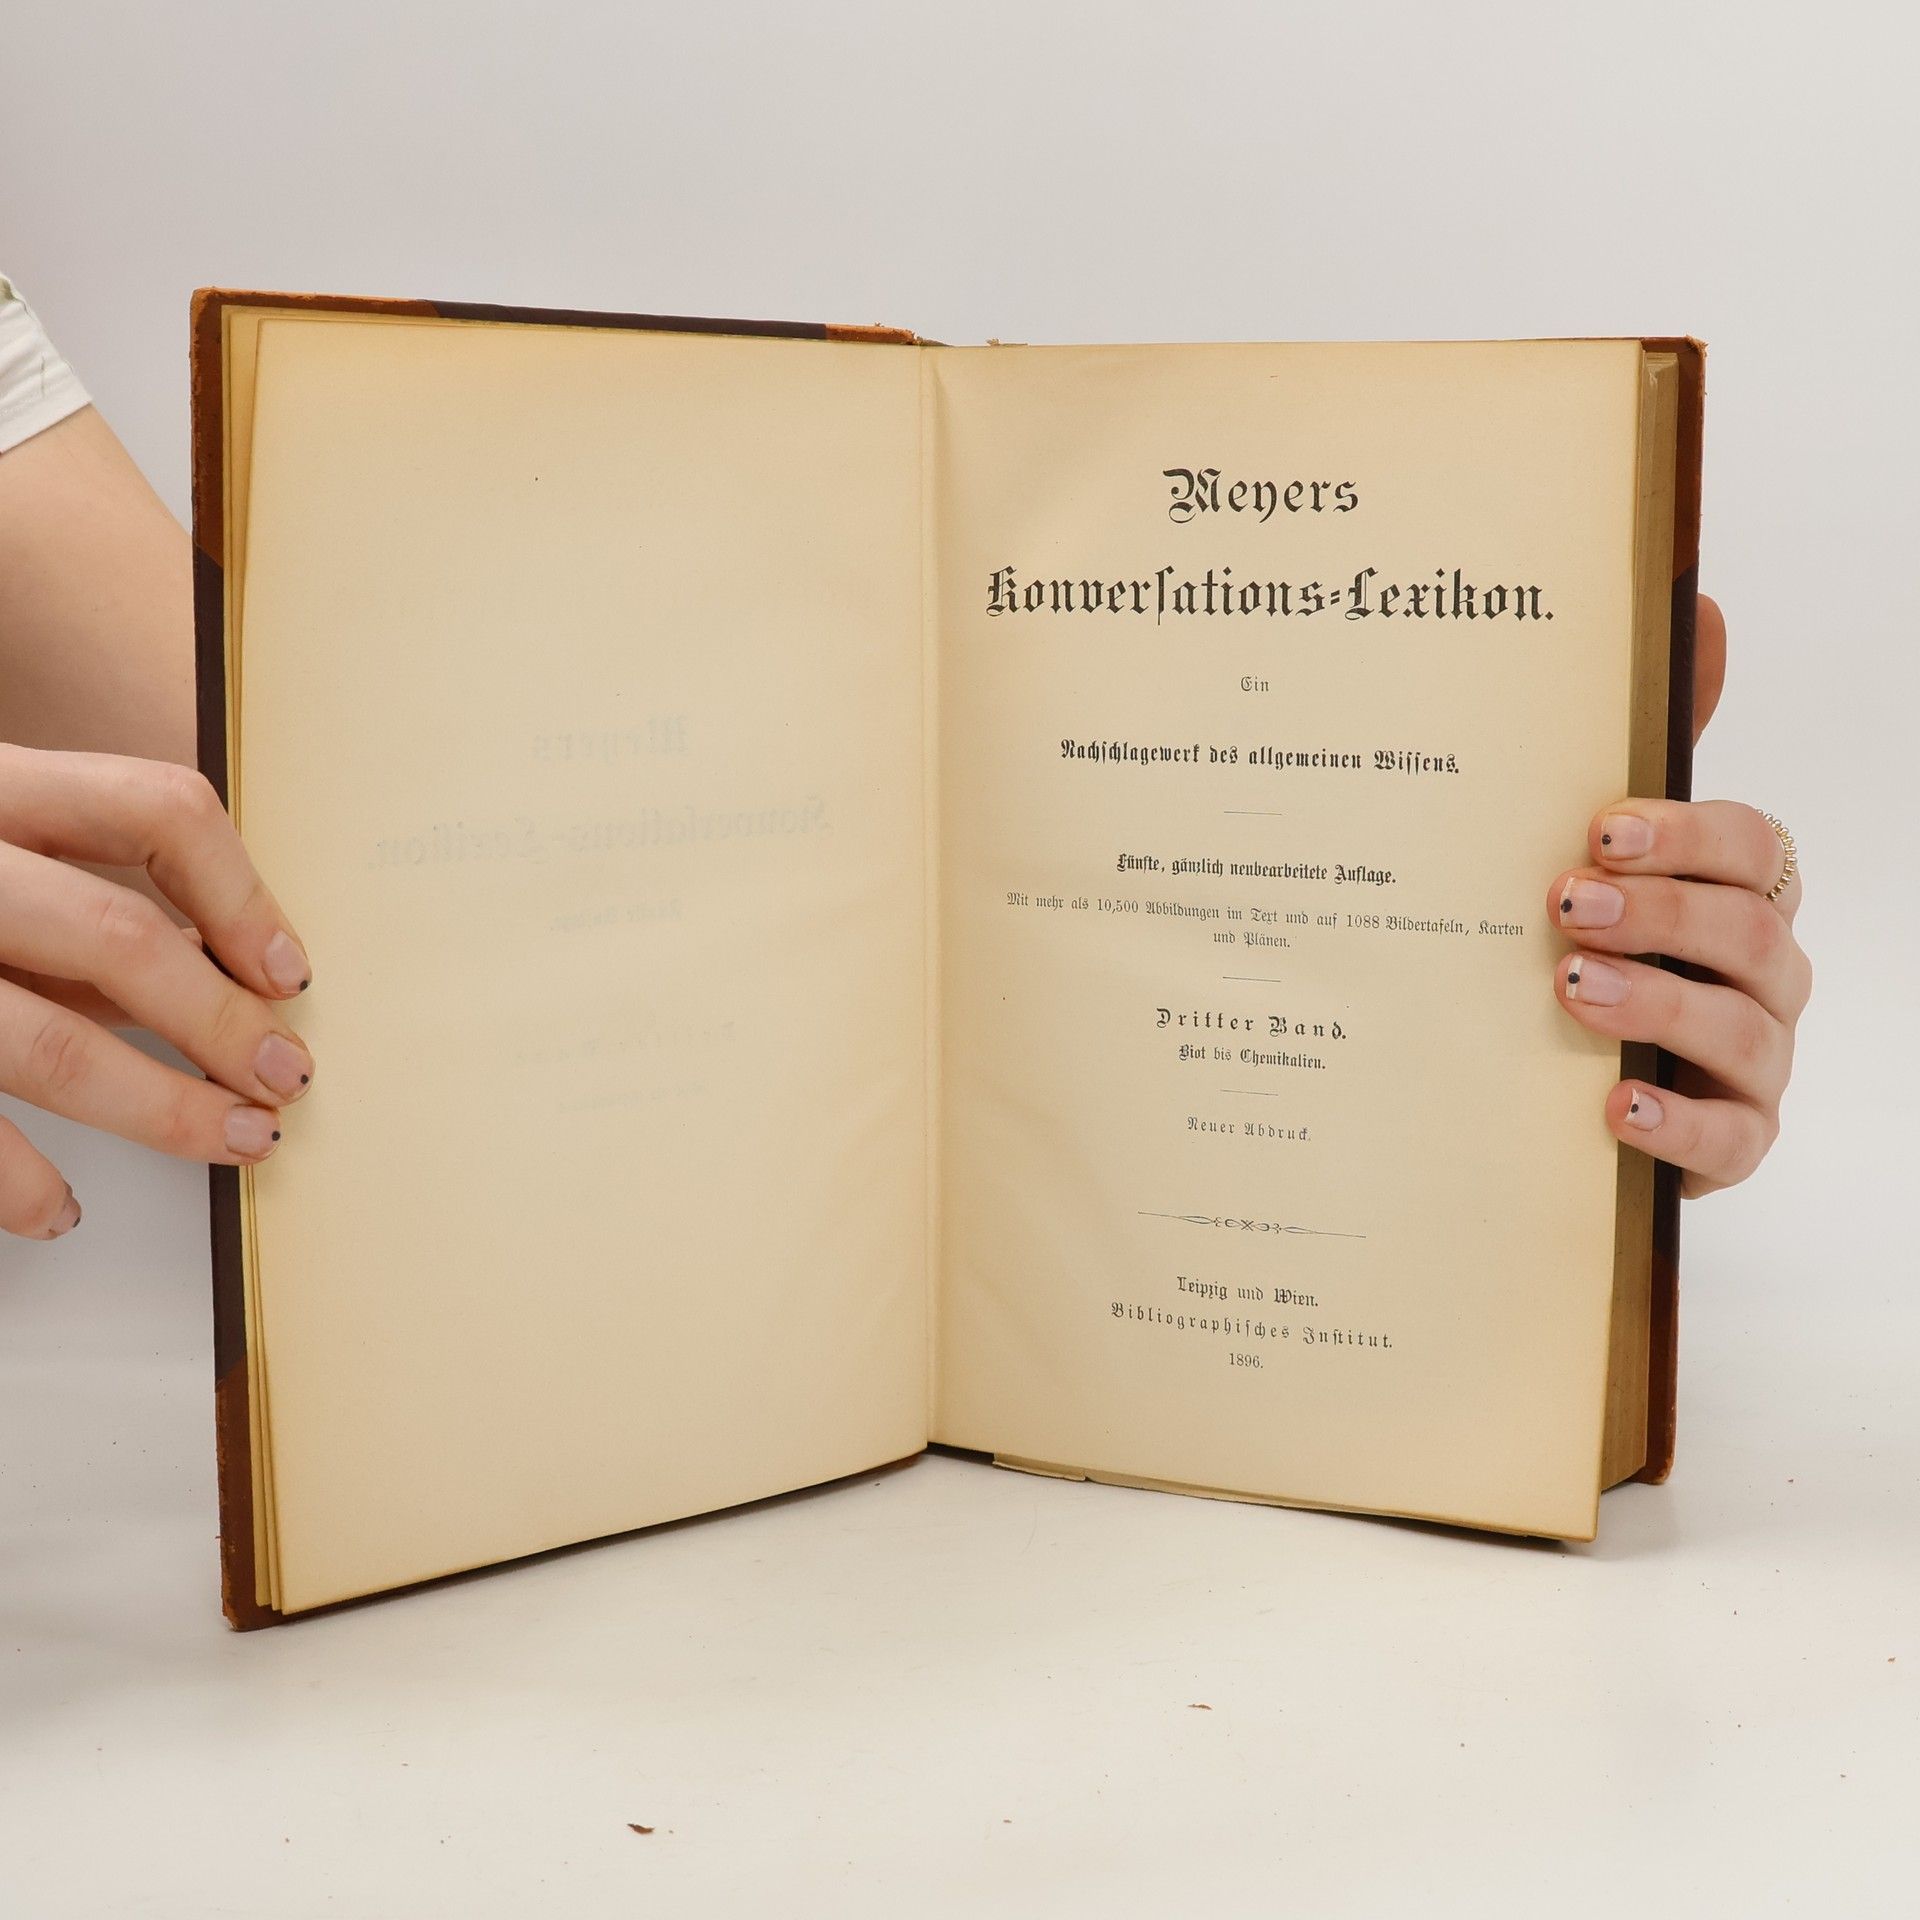 Meyers
Konverſations-Lexikon.
Ein
Nachſchlagewerk des allgemeinen Wiſſens.
Fünfte, gänzlich neubearbeitete Auflage.
Mit mehr als 10,500 Abbildungen im Text und auf 1088 Bildertafeln, Karten
und Plänen.
Dritter Band.
Biot bis Chemikalien.
Neuer Abdruck.
Leipzig und Wien.
Bibliographiſches Inſtitut.
1896.